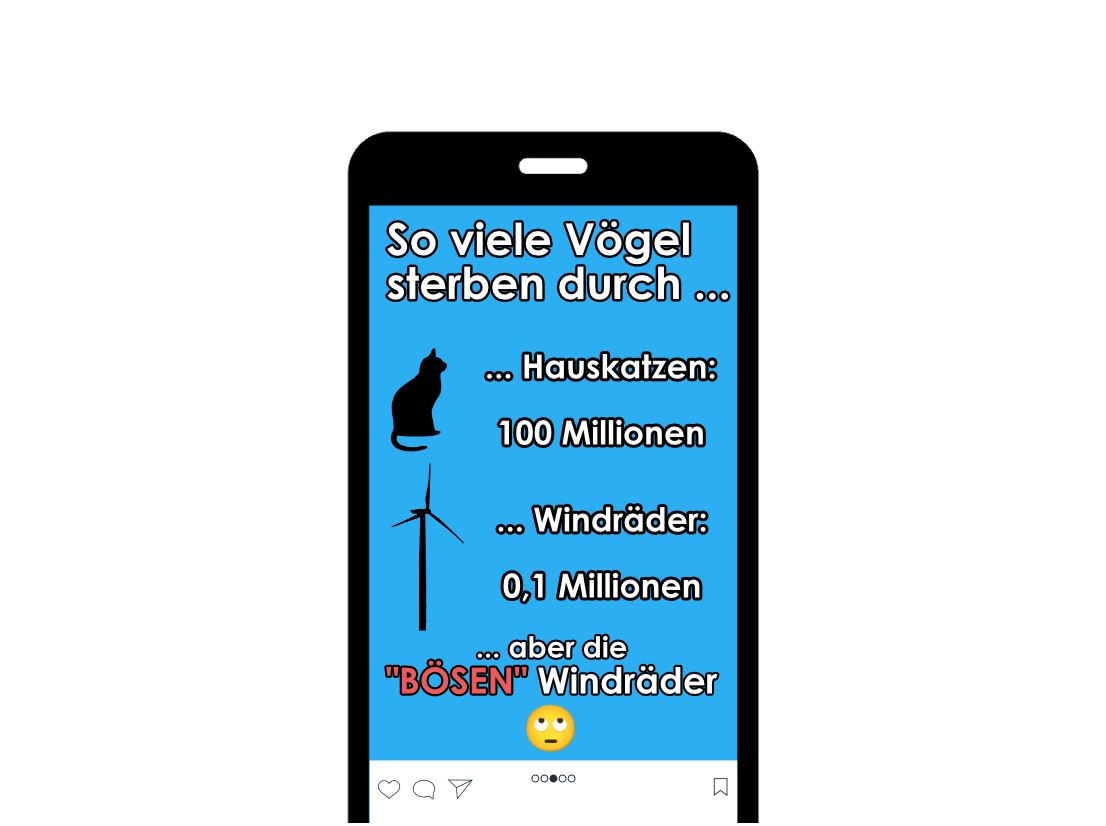 So viele Vögel
sterben durch ...
... Hauskatzen:
100 Millionen
... Windräder:
0,1 Millionen
... aber die
"BÖSEN" Windräder